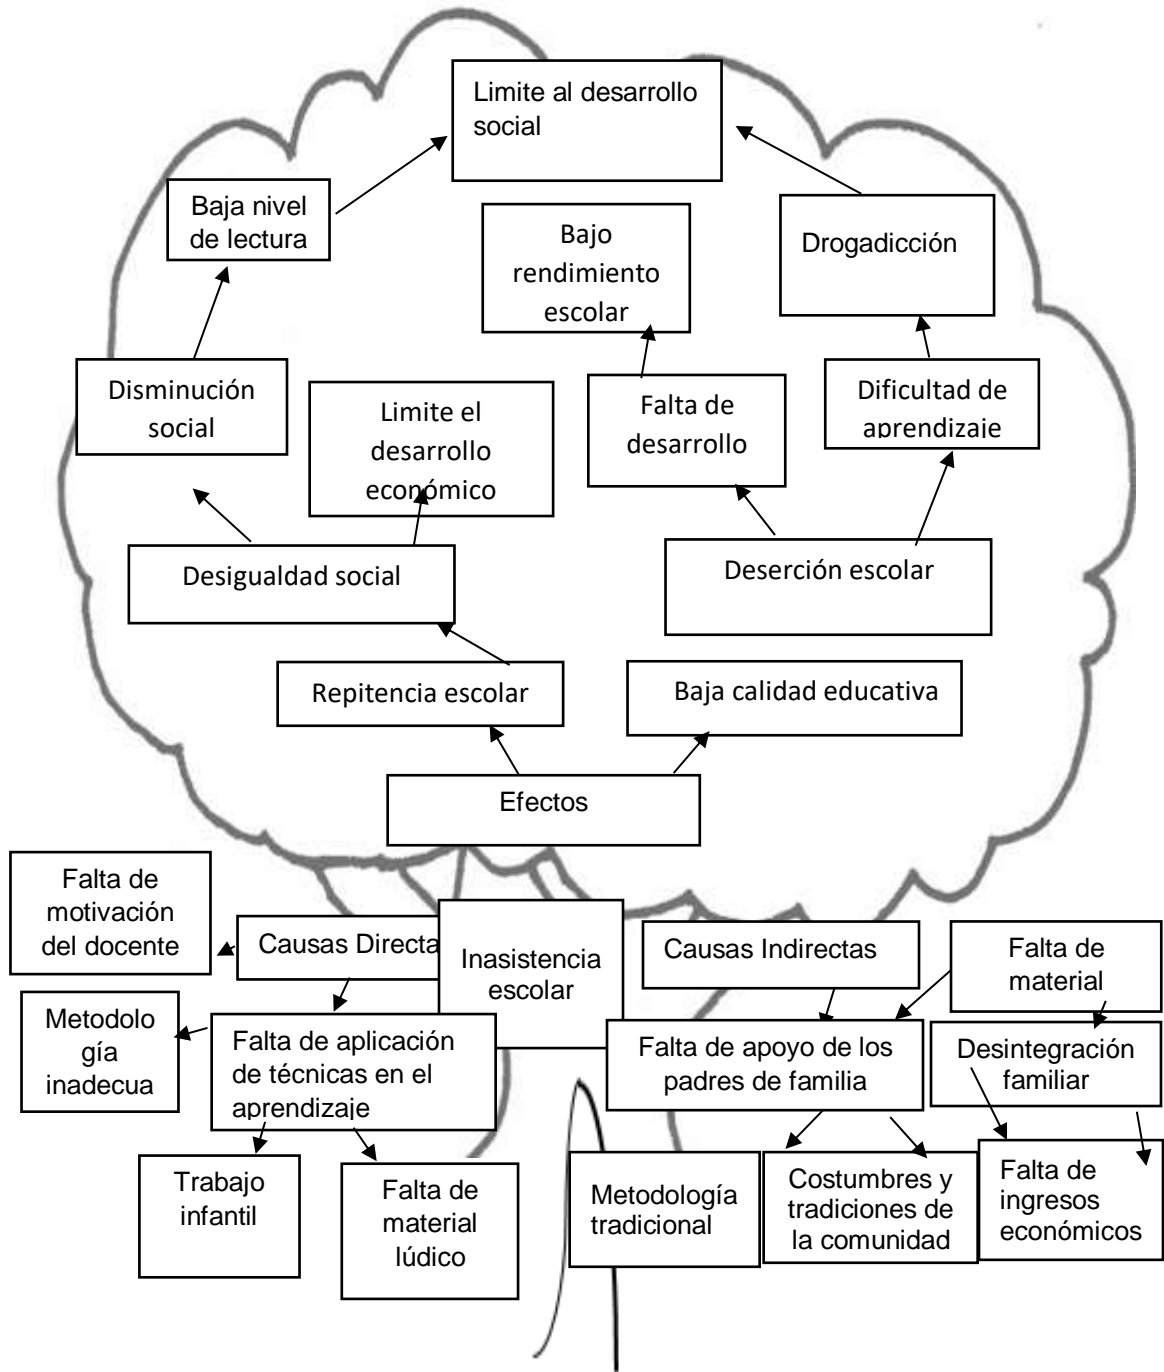 Limite al desarrollo
social
Baja nivel
de lectura
Bajo
rendimiento
escolar
Drogadicción
Disminución
social
Limite el
desarrollo
económico
Falta de
desarrollo
Dificultad de
aprendizaje
Desigualdad social
Deserción escolar
Repitencia escolar
Baja calidad educativa
Efectos
Falta de
motivación
del docente
Causas Directa
Inasistencia
escolar
Causas Indirectas
Falta de
material
Metodolo
gía
inadecua
Falta de aplicación
de técnicas en el
aprendizaje
Falta de apoyo de los
padres de familia
Desintegración
familiar
Trabajo
infantil
Falta de
material
lúdico
Metodología
tradicional
Costumbres y
tradiciones de
la comunidad
Falta de
ingresos
económicos